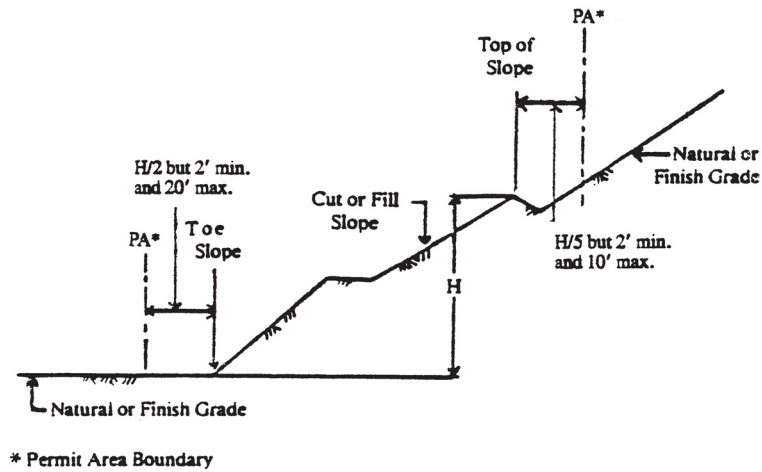 PA*
Top of
Slope
Natural or
Finish Grade
H/2 but 2' min.
and 20' max.
Cut or Fill
Slope
PA*
Toe
Slope
H/5 but 2' min.
and 10' max.
H
Natural or Finish Grade
* Permit Area Boundary